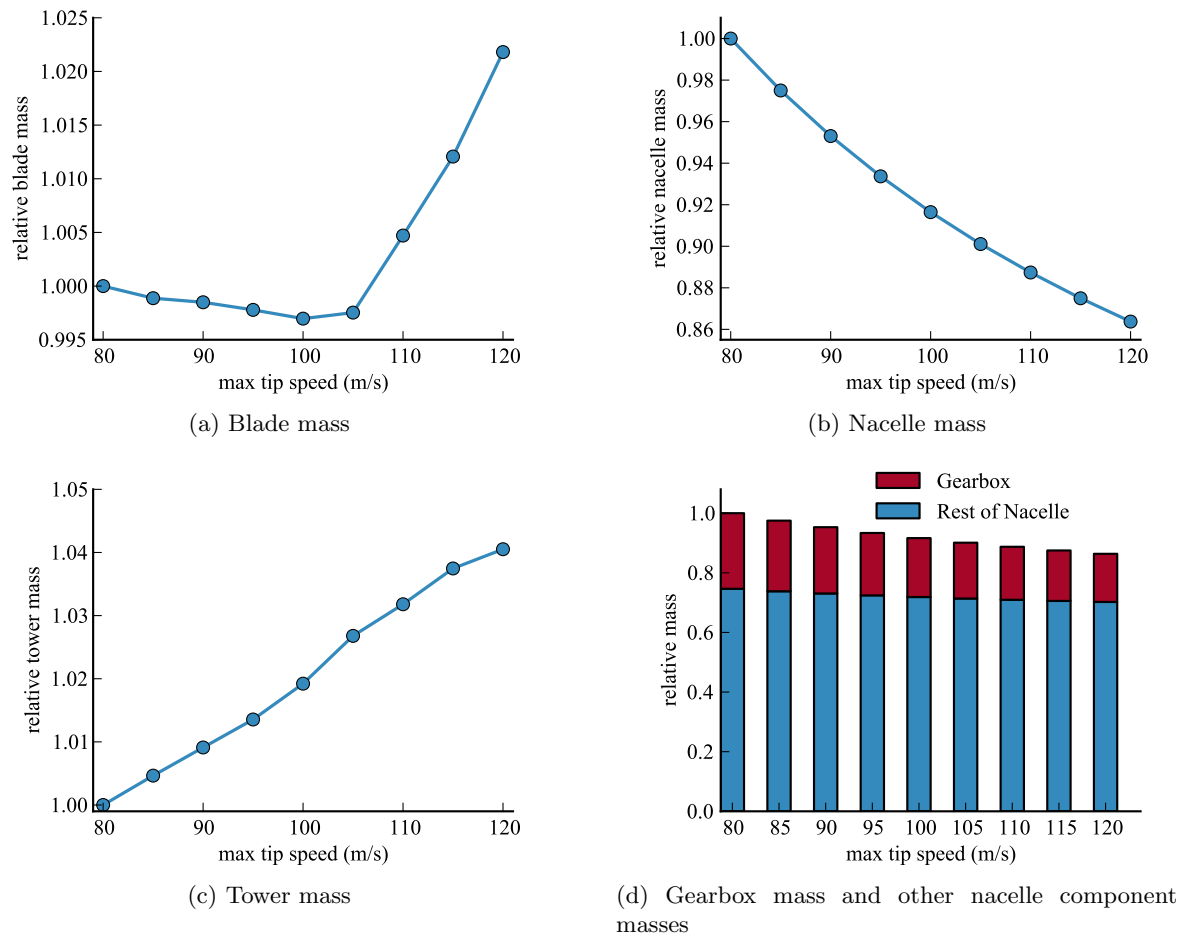 1.025
1.020
1.015
1.010
1.005
1.000
0.995
relative blade mass
80 90 100 110 120
max tip speed (m/s)
(a) Blade mass
1.00
0.98
0.96
0.94
0.92
0.90
0.88
0.86
relative nacelle mass
80 90 100 110 120
max tip speed (m/s)
(b) Nacelle mass
1.05
1.04
1.03
1.02
1.01
1.00
relative tower mass
80 90 100 110 120
max tip speed (m/s)
(c) Tower mass
Gearbox
Rest of Nacelle
1.0
0.8
0.6
0.4
0.2
0.0
relative mass
80 85 90 95 100 105 110 115 120
max tip speed (m/s)
(d) Gearbox mass and other nacelle component
masses